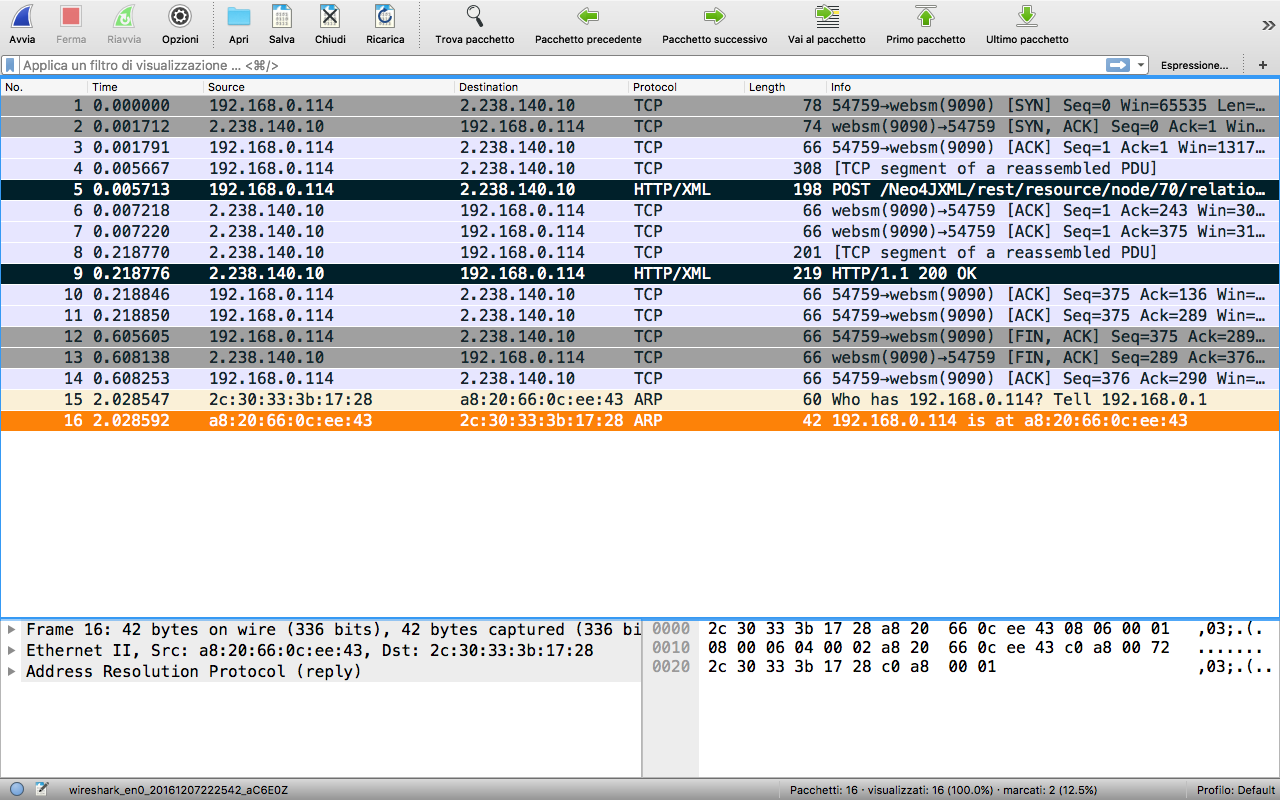 Avvia Ferma Riavvia Opzioni Apri Salva Chiudi Ricarica Trova pacchetto Pacchetto precedente Pacchetto successivo Vai al pacchetto Primo pacchetto Ultimo pacchetto
Applica un filtro di visualizzazione ... <⌘/> Espressione... +
No. Time Source Destination Protocol Length Info
1 0.000000 192.168.0.114 2.238.140.10 TCP 78 54759→websm(9090) [SYN] Seq=0 Win=65535 Len=…
2 0.001712 2.238.140.10 192.168.0.114 TCP 74 websm(9090)→54759 [SYN, ACK] Seq=0 Ack=1 Win…
3 0.001791 192.168.0.114 2.238.140.10 TCP 66 54759→websm(9090) [ACK] Seq=1 Ack=1 Win=1317…
4 0.005667 192.168.0.114 2.238.140.10 TCP 308 [TCP segment of a reassembled PDU]
5 0.005713 192.168.0.114 2.238.140.10 HTTP/XML 198 POST /Neo4JXML/rest/resource/node/70/relatio…
6 0.007218 2.238.140.10 192.168.0.114 TCP 66 websm(9090)→54759 [ACK] Seq=1 Ack=243 Win=30…
7 0.007220 2.238.140.10 192.168.0.114 TCP 66 websm(9090)→54759 [ACK] Seq=1 Ack=375 Win=31…
8 0.218770 2.238.140.10 192.168.0.114 TCP 201 [TCP segment of a reassembled PDU]
9 0.218776 2.238.140.10 192.168.0.114 HTTP/XML 219 HTTP/1.1 200 OK
10 0.218846 192.168.0.114 2.238.140.10 TCP 66 54759→websm(9090) [ACK] Seq=375 Ack=136 Win=…
11 0.218850 192.168.0.114 2.238.140.10 TCP 66 54759→websm(9090) [ACK] Seq=375 Ack=289 Win=…
12 0.605605 192.168.0.114 2.238.140.10 TCP 66 54759→websm(9090) [FIN, ACK] Seq=375 Ack=289…
13 0.608138 2.238.140.10 192.168.0.114 TCP 66 websm(9090)→54759 [FIN, ACK] Seq=289 Ack=376…
14 0.608253 192.168.0.114 2.238.140.10 TCP 66 54759→websm(9090) [ACK] Seq=376 Ack=290 Win=…
15 2.028547 2c:30:33:3b:17:28 a8:20:66:0c:ee:43 ARP 60 Who has 192.168.0.114? Tell 192.168.0.1
16 2.028592 a8:20:66:0c:ee:43 2c:30:33:3b:17:28 ARP 42 192.168.0.114 is at a8:20:66:0c:ee:43
Frame 16: 42 bytes on wire (336 bits), 42 bytes captured (336 bi
Ethernet II, Src: a8:20:66:0c:ee:43, Dst: 2c:30:33:3b:17:28
Address Resolution Protocol (reply)
0000 2c 30 33 3b 17 28 a8 20 66 0c ee 43 08 06 00 01 ,03;.(.
0010 08 00 06 04 00 02 a8 20 66 0c ee 43 c0 a8 00 72 .......
0020 2c 30 33 3b 17 28 c0 a8 00 01 ,03;.(..
wireshark_en0_20161207222542_aC6E0Z Pacchetti: 16 · visualizzati: 16 (100.0%) · marcati: 2 (12.5%) Profilo: Default